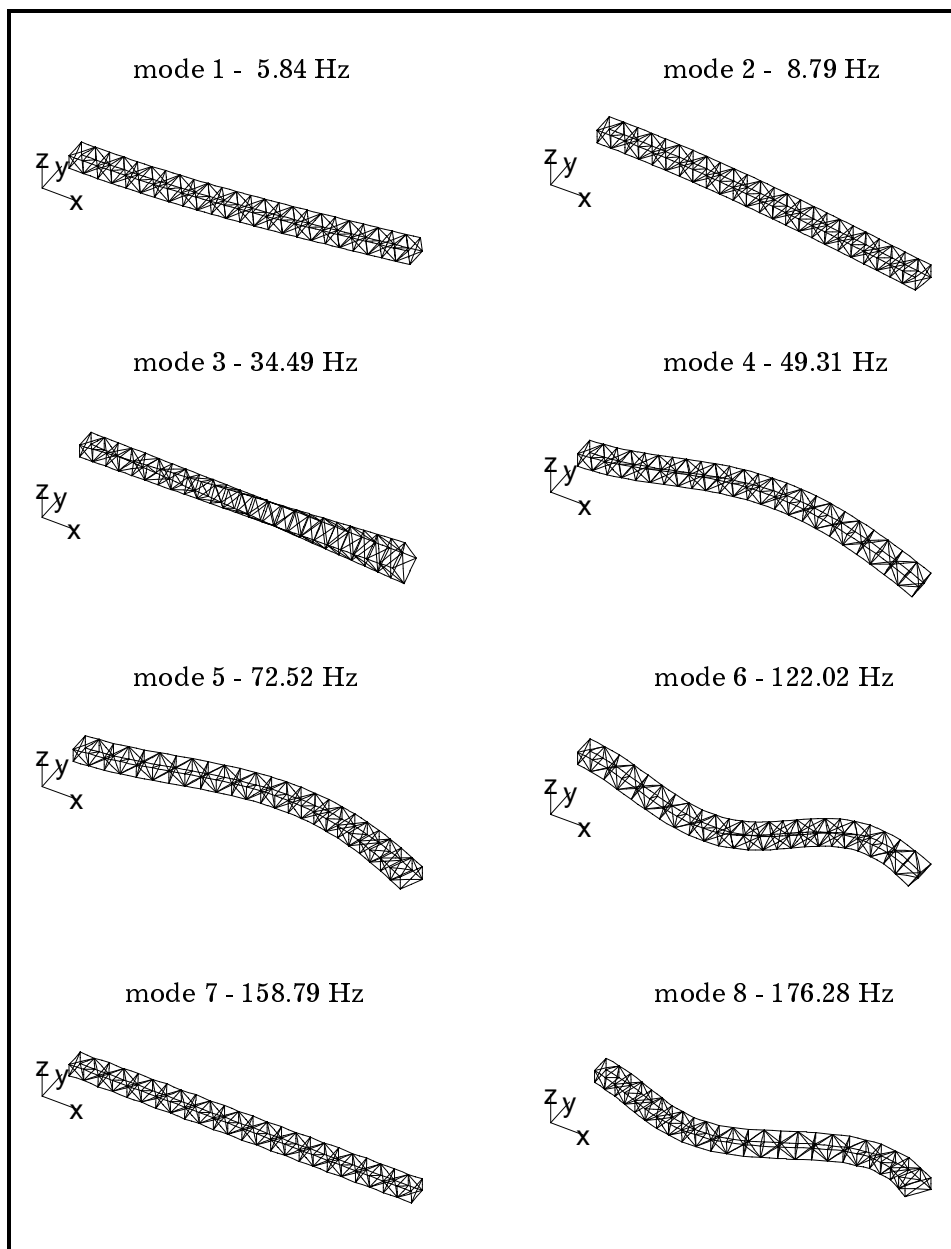 mode 1 - 5.84 Hz
mode 2 - 8.79 Hz
z y
x
z y
x
mode 3 - 34.49 Hz
mode 4 - 49.31 Hz
z y
x
z y
x
mode 5 - 72.52 Hz
mode 6 - 122.02 Hz
z y
x
z y
x
mode 7 - 158.79 Hz
mode 8 - 176.28 Hz
z y
x
z y
x